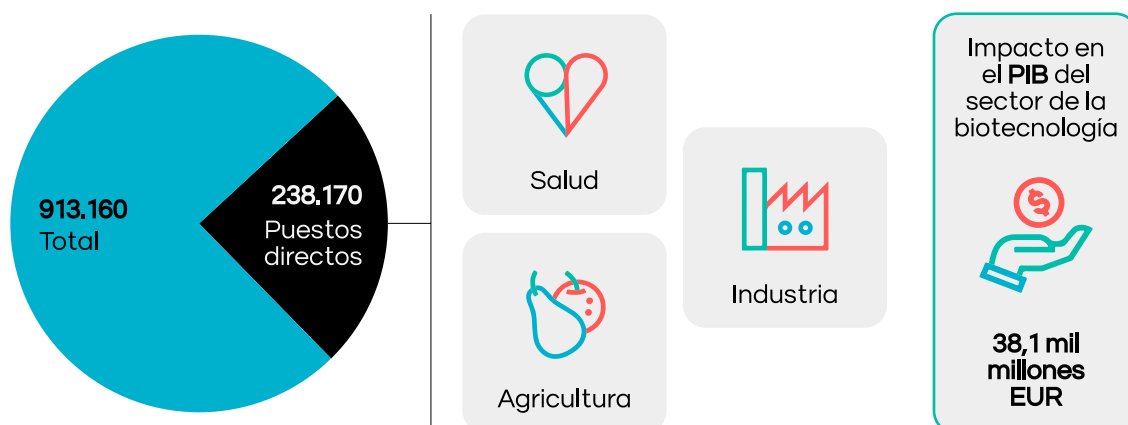 913.160
Total
238.170
Puestos
directos
Salud
Agricultura
Industria
Impacto en
el PIB del
sector de la
biotecnología
$
38,1 mil
millones
EUR